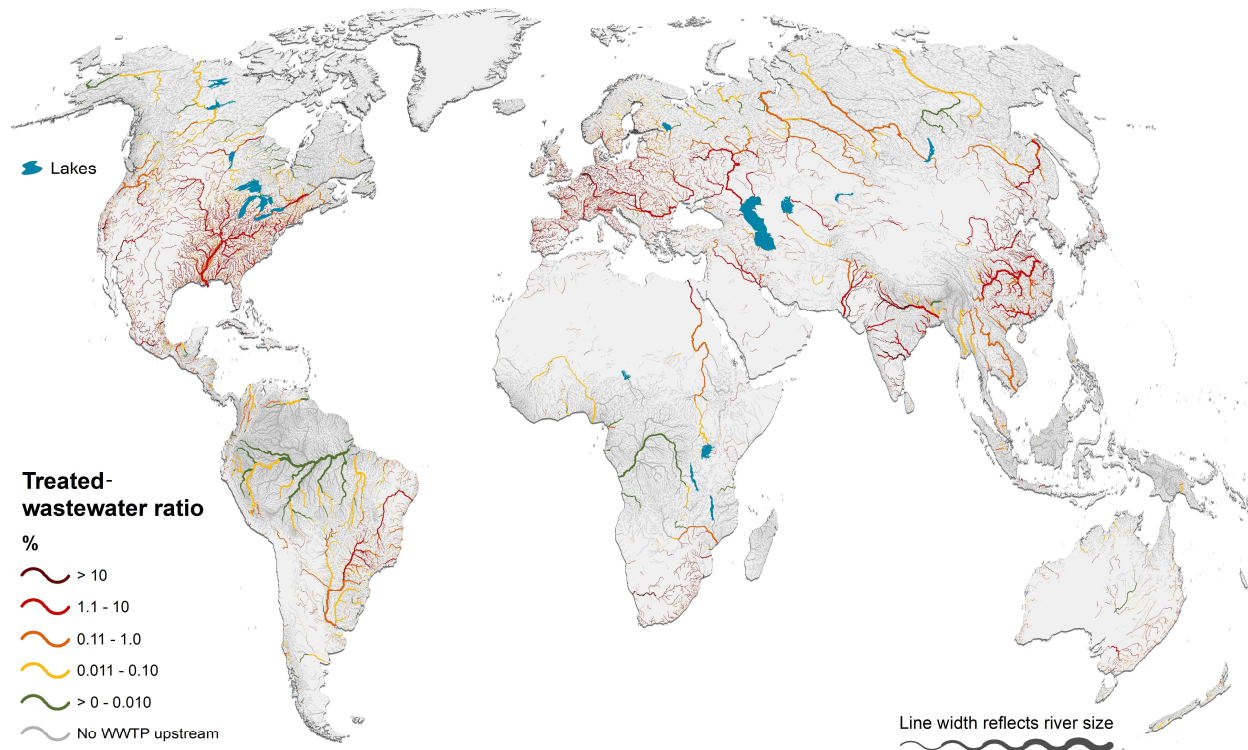 Lakes
Treated-
wastewater ratio
%
> 10
1.1 - 10
0.11 - 1.0
0.011 - 0.10
> 0 - 0.010
No WWTP upstream
Line width reflects river size